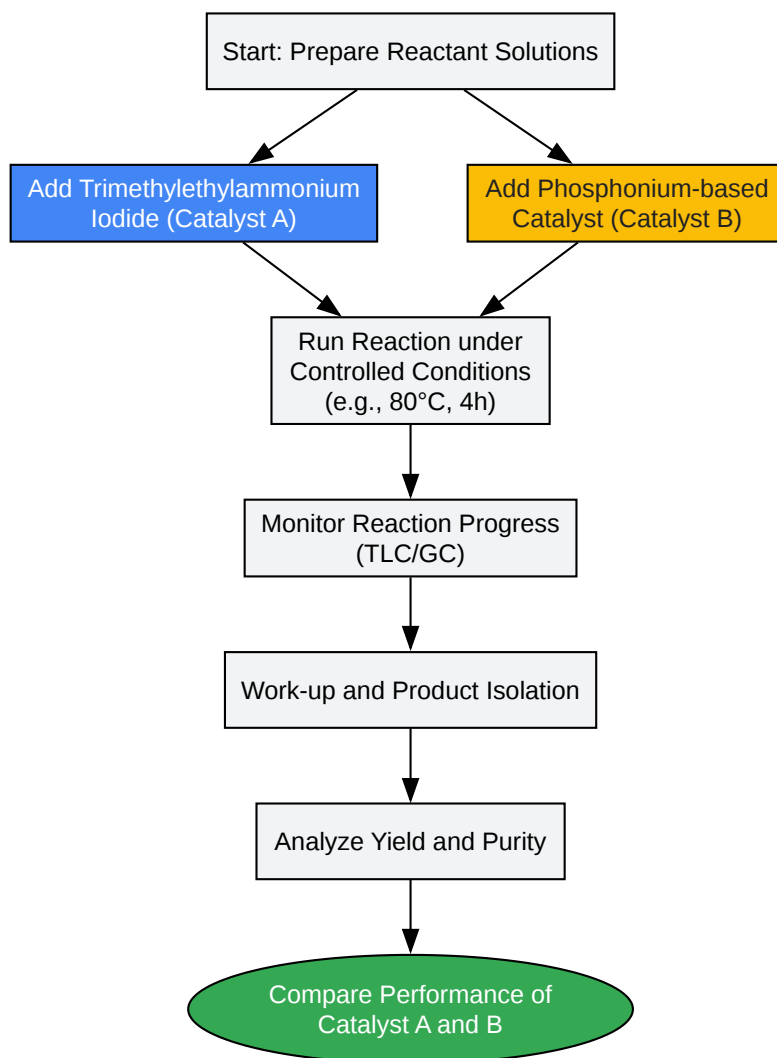 Start: Prepare Reactant Solutions
Add Trimethylethylammonium
Iodide (Catalyst A)
Add Phosphonium-based
Catalyst (Catalyst B)
Run Reaction under
Controlled Conditions
(e.g., 80°C, 4h)
Monitor Reaction Progress
(TLC/GC)
Work-up and Product Isolation
Analyze Yield and Purity
Compare Performance of
Catalyst A and B